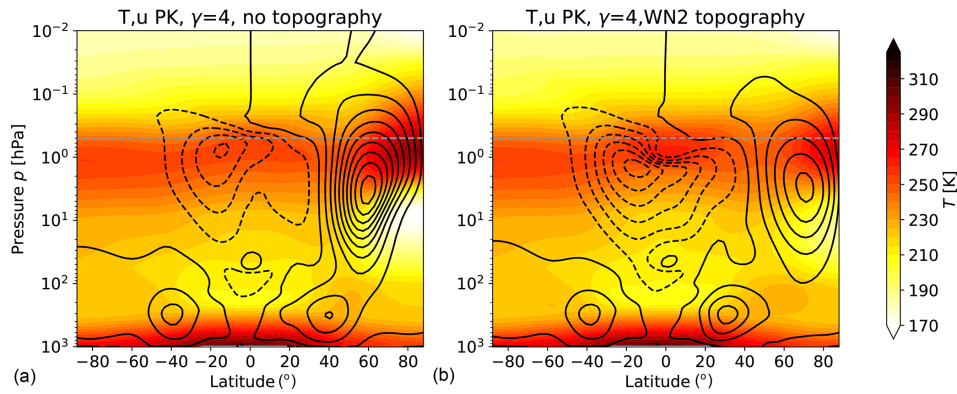 T,u PK, γ=4, no topography
T,u PK, γ=4,WN2 topography
10⁻²
10⁻¹
10⁰
10¹
10²
10³
Pressure p [hPa]
−80 −60 −40 −20 0 20 40 60 80
Latitude (°)
(a)
10⁻²
10⁻¹
10⁰
10¹
10²
10³
−80 −60 −40 −20 0 20 40 60 80
Latitude (°)
(b)
310
290
270
250
230
210
190
170
T [K]